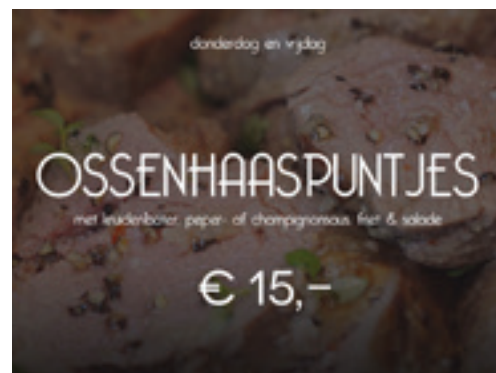 donderdag en vrijdag
OSSENHAASPUNTJES
met kruidenboter, peper- of champignonsaus, friet & salade
€ 15,-